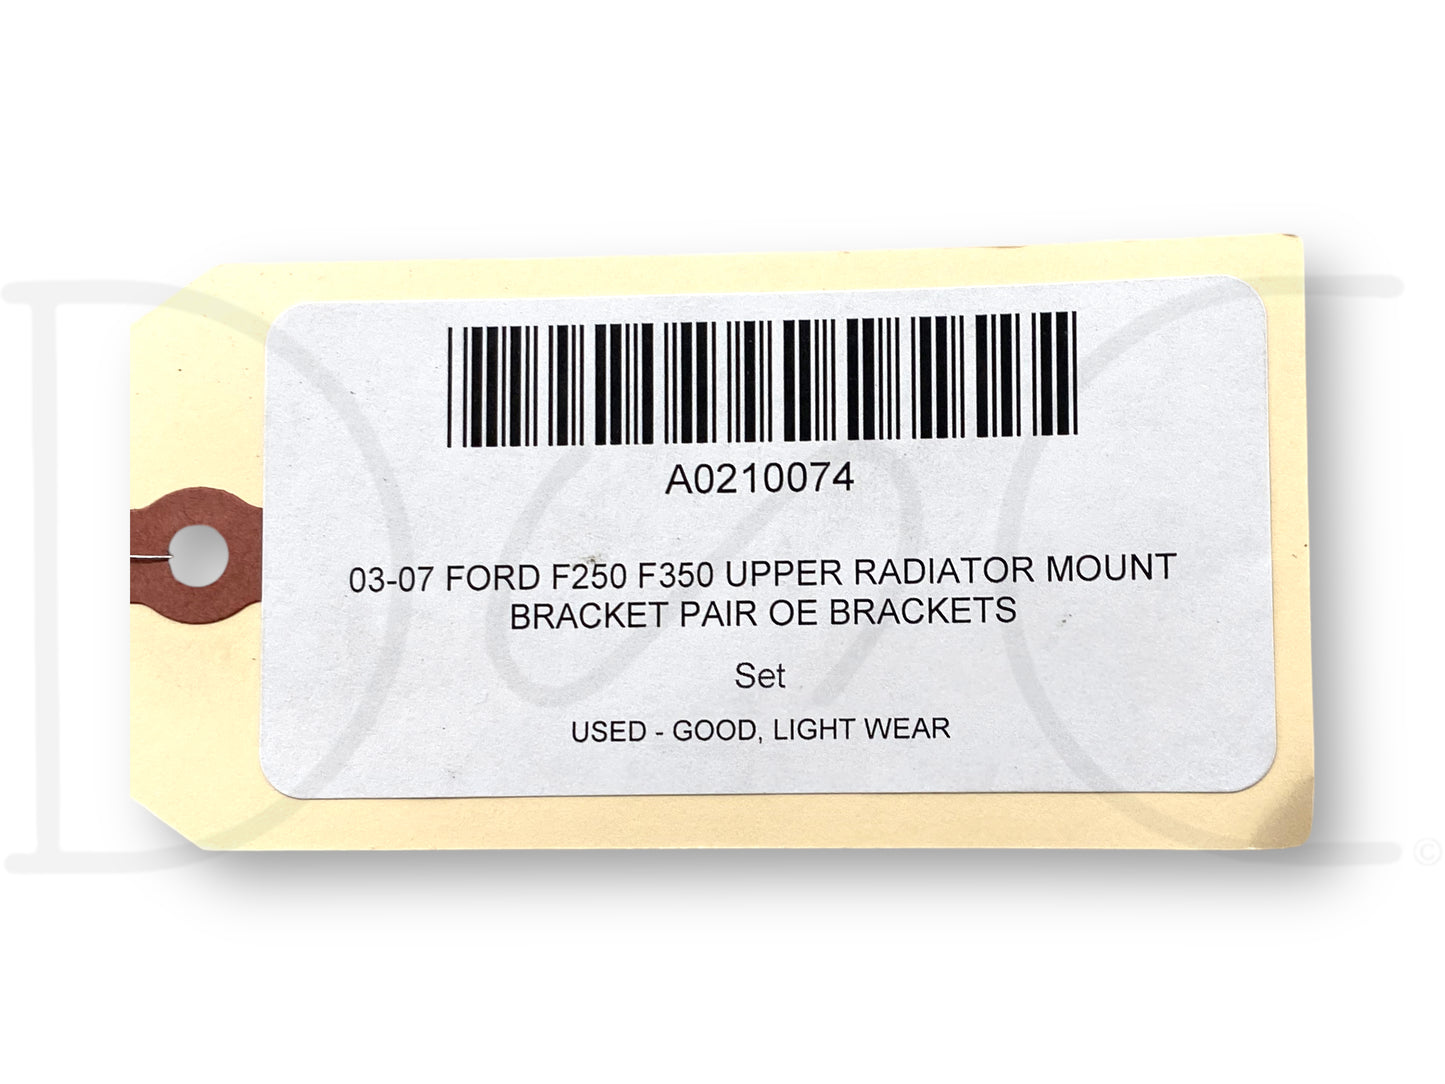 A0210074
03-07 FORD F250 F350 UPPER RADIATOR MOUNT
BRACKET PAIR OE BRACKETS
Set
USED - GOOD, LIGHT WEAR
©